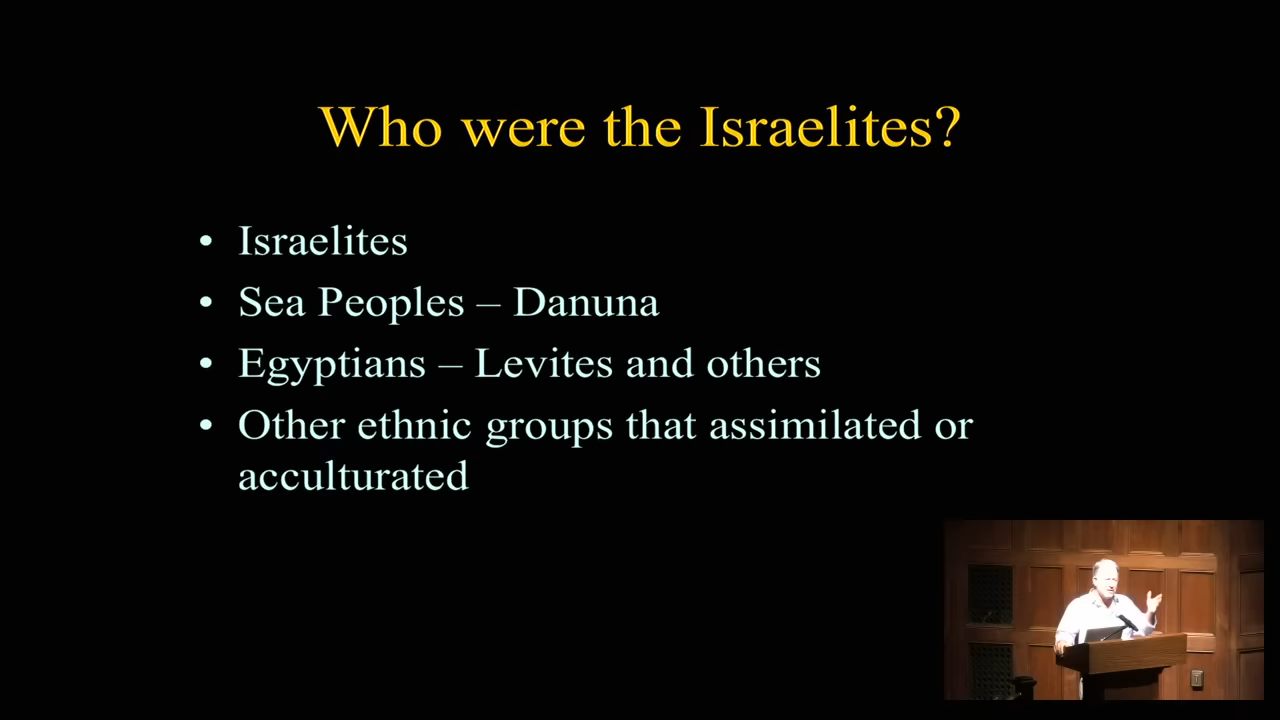 Who were the Israelites?
• Israelites
• Sea Peoples – Danuna
• Egyptians – Levites and others
• Other ethnic groups that assimilated or
acculturated